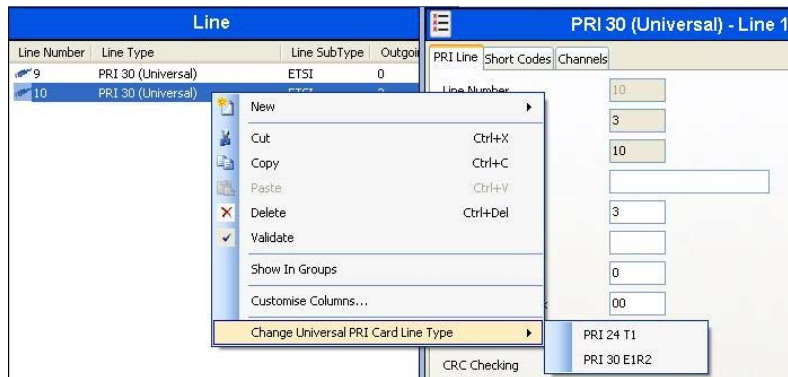 Line
PRI 30 (Universal) - Line 1
Line Number Line Type Line SubType Outgoi
9 PRI 30 (Universal) ETSI 0
10 PRI 30 (Universal)
PRI Line Short Codes Channels
Line Number 10
3
10
3
0
00
CRC Checking
New
Cut Ctrl+X
Copy Ctrl+C
Paste Ctrl+V
Delete Ctrl+Del
Validate
Show In Groups
Customise Columns...
Change Universal PRI Card Line Type
PRI 24 T1
PRI 30 E1R2